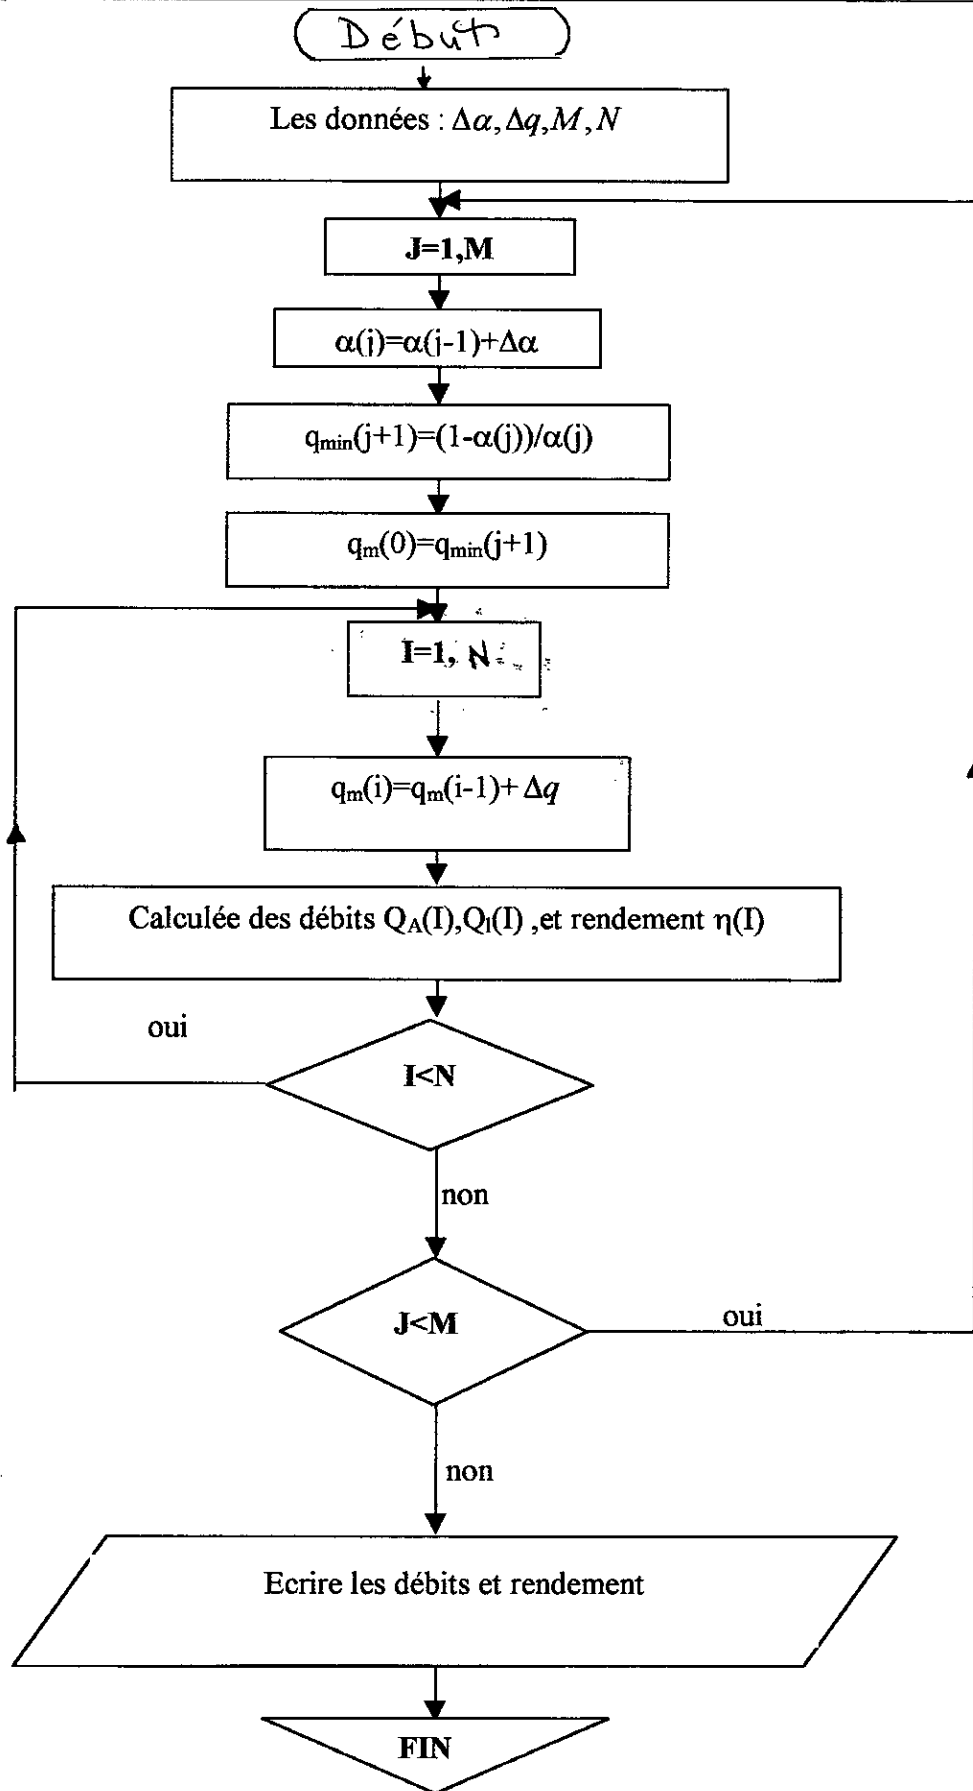 Début
Les données : Δα, Δq, M, N
J=1,M
α(j)=α(j-1)+Δα
qmin(j+1)=(1-α(j))/α(j)
qm(0)=qmin(j+1)
I=1, N
qm(i)=qm(i-1)+ Δq
Calculée des débits QA(I),Ql(I) ,et rendement η(I)
oui
I<N
non
J<M
oui
non
Ecrire les débits et rendement
FIN